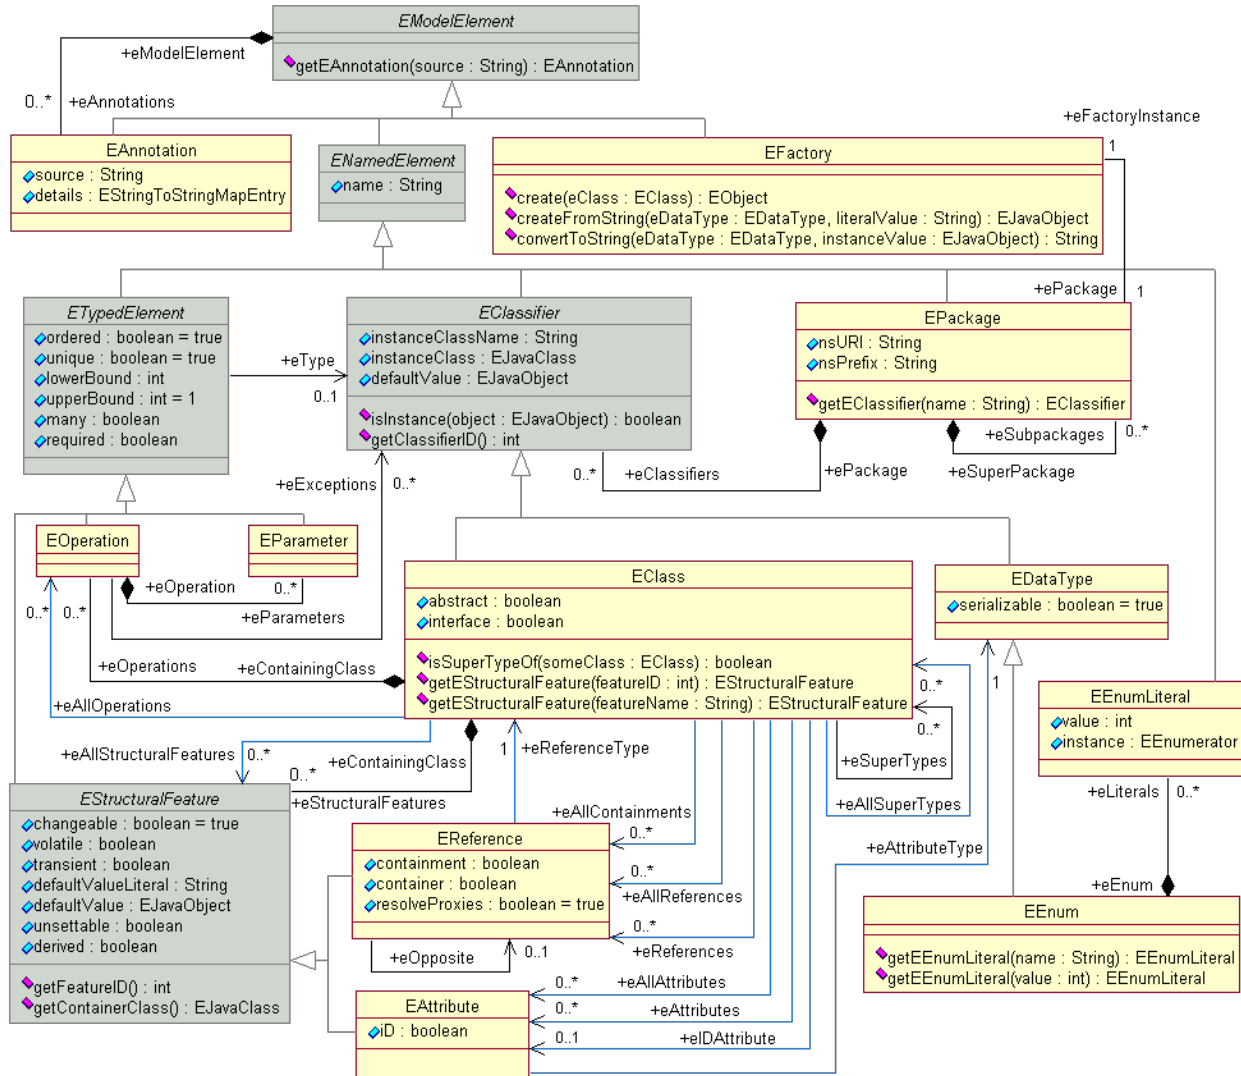 EModelElement
getEAnnotation(source : String) : EAnnotation
+eModelElement
0..*
+eAnnotations
EAnnotation
source : String
details : EStringToStringMapEntry
ENamedElement
name : String
+eFactoryInstance
1
EFactory
create(eClass : EClass) : EObject
createFromString(eDataType : EDataType, literalValue : String) : EJavaObject
convertToString(eDataType : EDataType, instanceValue : EJavaObject) : String
+ePackage
1
ETypedElement
ordered : boolean = true
unique : boolean = true
lowerBound : int
upperBound : int = 1
many : boolean
required : boolean
+eType
0..1
EClassifier
instanceClassName : String
instanceClass : EJavaClass
defaultValue : EJavaObject
isInstance(object : EJavaObject) : boolean
getClassifierID() : int
EPackage
nsURI : String
nsPrefix : String
getEClassifier(name : String) : EClassifier
+eSubpackages
0..*
+eSuperPackage
+eExceptions
0..*
0..*
+eClassifiers
+ePackage
EOperation
EParameter
+eOperation
0..*
+eParameters
0..*
0..*
+eOperations
+eContainingClass
+eAllOperations
EClass
abstract : boolean
interface : boolean
isSuperTypeOf(someClass : EClass) : boolean
getEStructuralFeature(featureID : int) : EStructuralFeature
getEStructuralFeature(featureName : String) : EStructuralFeature
EDataType
serializable : boolean = true
1
0..*
0..*
+eSuperTypes
+eAllSuperTypes
EEnumLiteral
value : int
instance : EEnumerator
+eLiterals
0..*
+eEnum
EEnum
getEEnumLiteral(name : String) : EEnumLiteral
getEEnumLiteral(value : int) : EEnumLiteral
+eAttributeType
+eAllStructuralFeatures
0..*
+eContainingClass
0..*
+eStructuralFeatures
1
+eReferenceType
EStructuralFeature
changeable : boolean = true
volatile : boolean
transient : boolean
defaultValueLiteral : String
defaultValue : EJavaObject
unsettable : boolean
derived : boolean
getFeatureID() : int
getContainerClass() : EJavaClass
EReference
containment : boolean
container : boolean
resolveProxies : boolean = true
+eOpposite
0..1
+eAllContainments
0..*
0..*
+eAllReferences
0..*
+eReferences
EAttribute
iD : boolean
+eAllAttributes
0..*
0..*
+eAttributes
0..1
+eIDAttribute